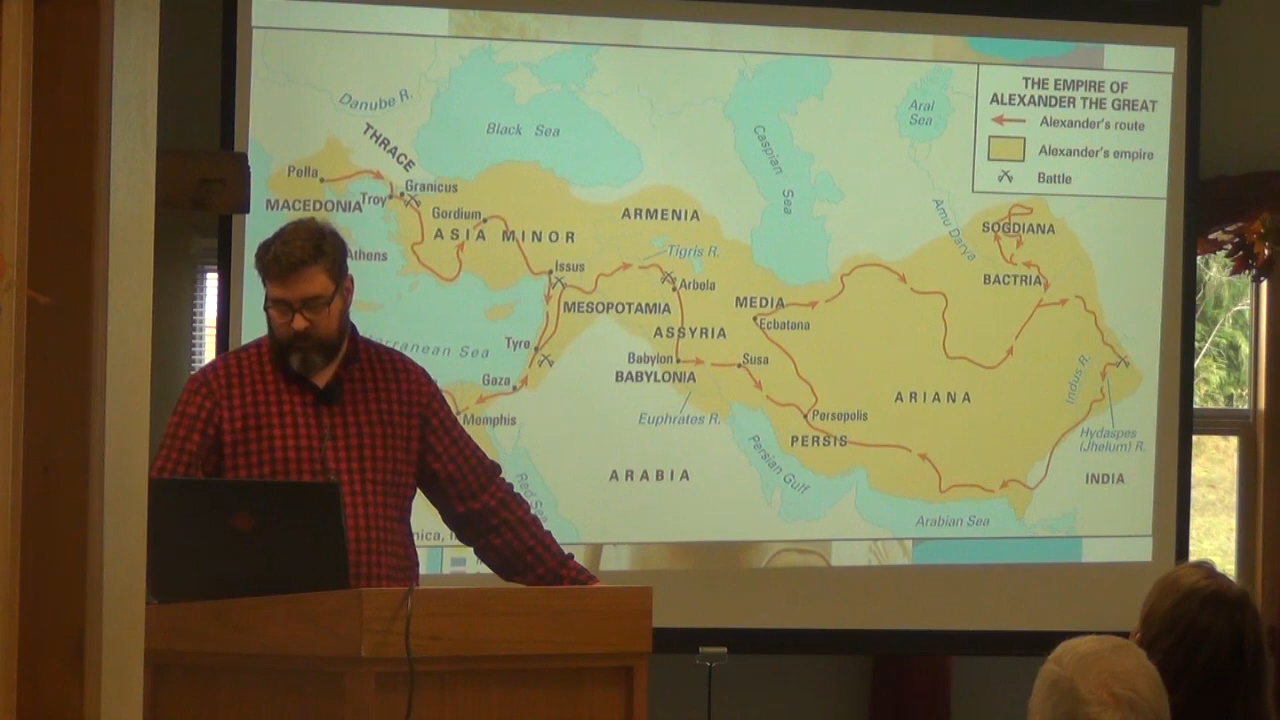 THE EMPIRE OF
ALEXANDER THE GREAT
Alexander's route
Alexander's empire
Battle
Danube R.
Black Sea
Caspian Sea
Aral
Sea
THRACE
Pella
Granicus
Troy
MACEDONIA
Gordium
ASIA MINOR
ARMENIA
Amu Darya
SOGDIANA
Athens
Tigris R.
Issus
Arbela
BACTRIA
MESOPOTAMIA
MEDIA
Ecbatana
ASSYRIA
Tyre
Sea
Babylon
Susa
BABYLONIA
Gaza
Indus R.
ARIANA
Memphis
Euphrates R.
Persepolis
PERSIS
Hydaspes
(Jhelum) R.
Persian Gulf
ARABIA
INDIA
Red Sea
Arabian Sea